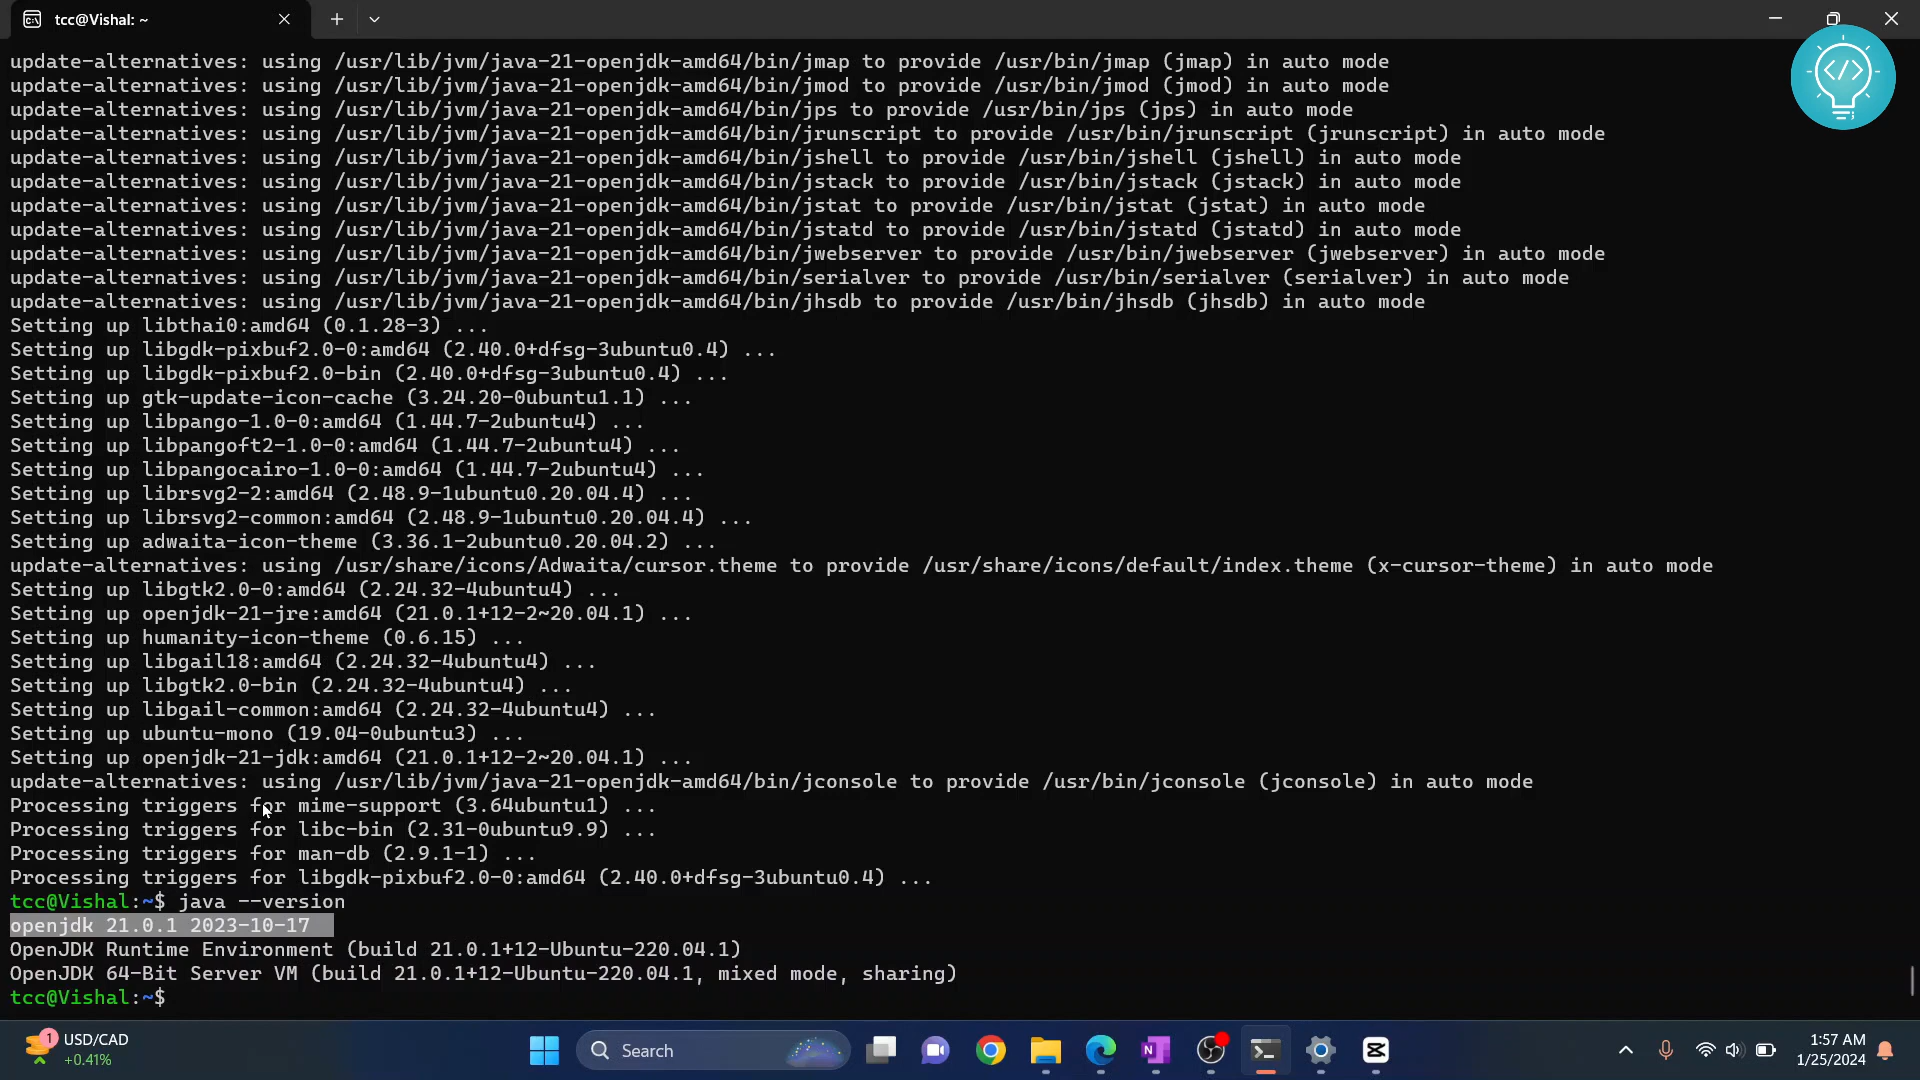 tcc@Vishal: ~
update-alternatives: using /usr/lib/jvm/java-21-openjdk-amd64/bin/jmap to provide /usr/bin/jmap (jmap) in auto mode
update-alternatives: using /usr/lib/jvm/java-21-openjdk-amd64/bin/jmod to provide /usr/bin/jmod (jmod) in auto mode
update-alternatives: using /usr/lib/jvm/java-21-openjdk-amd64/bin/jps to provide /usr/bin/jps (jps) in auto mode
update-alternatives: using /usr/lib/jvm/java-21-openjdk-amd64/bin/jrunscript to provide /usr/bin/jrunscript (jrunscript) in auto mode
update-alternatives: using /usr/lib/jvm/java-21-openjdk-amd64/bin/jshell to provide /usr/bin/jshell (jshell) in auto mode
update-alternatives: using /usr/lib/jvm/java-21-openjdk-amd64/bin/jstack to provide /usr/bin/jstack (jstack) in auto mode
update-alternatives: using /usr/lib/jvm/java-21-openjdk-amd64/bin/jstat to provide /usr/bin/jstat (jstat) in auto mode
update-alternatives: using /usr/lib/jvm/java-21-openjdk-amd64/bin/jstatd to provide /usr/bin/jstatd (jstatd) in auto mode
update-alternatives: using /usr/lib/jvm/java-21-openjdk-amd64/bin/jwebserver to provide /usr/bin/jwebserver (jwebserver) in auto mode
update-alternatives: using /usr/lib/jvm/java-21-openjdk-amd64/bin/serialver to provide /usr/bin/serialver (serialver) in auto mode
update-alternatives: using /usr/lib/jvm/java-21-openjdk-amd64/bin/jhsdb to provide /usr/bin/jhsdb (jhsdb) in auto mode
Setting up libthai0:amd64 (0.1.28-3) ...
Setting up libgdk-pixbuf2.0-0:amd64 (2.40.0+dfsg-3ubuntu0.4) ...
Setting up libgdk-pixbuf2.0-bin (2.40.0+dfsg-3ubuntu0.4) ...
Setting up gtk-update-icon-cache (3.24.20-0ubuntu1.1) ...
Setting up libpango-1.0-0:amd64 (1.44.7-2ubuntu4) ...
Setting up libpangoft2-1.0-0:amd64 (1.44.7-2ubuntu4) ...
Setting up libpangocairo-1.0-0:amd64 (1.44.7-2ubuntu4) ...
Setting up librsvg2-2:amd64 (2.48.9-1ubuntu0.20.04.4) ...
Setting up librsvg2-common:amd64 (2.48.9-1ubuntu0.20.04.4) ...
Setting up adwaita-icon-theme (3.36.1-2ubuntu0.20.04.2) ...
update-alternatives: using /usr/share/icons/Adwaita/cursor.theme to provide /usr/share/icons/default/index.theme (x-cursor-theme) in auto mode
Setting up libgtk2.0-0:amd64 (2.24.32-4ubuntu4) ...
Setting up openjdk-21-jre:amd64 (21.0.1+12-2~20.04.1) ...
Setting up humanity-icon-theme (0.6.15) ...
Setting up libgail18:amd64 (2.24.32-4ubuntu4) ...
Setting up libgtk2.0-bin (2.24.32-4ubuntu4) ...
Setting up libgail-common:amd64 (2.24.32-4ubuntu4) ...
Setting up ubuntu-mono (19.04-0ubuntu3) ...
Setting up openjdk-21-jdk:amd64 (21.0.1+12-2~20.04.1) ...
update-alternatives: using /usr/lib/jvm/java-21-openjdk-amd64/bin/jconsole to provide /usr/bin/jconsole (jconsole) in auto mode
Processing triggers for mime-support (3.64ubuntu1) ...
Processing triggers for libc-bin (2.31-0ubuntu9.9) ...
Processing triggers for man-db (2.9.1-1) ...
Processing triggers for libgdk-pixbuf2.0-0:amd64 (2.40.0+dfsg-3ubuntu0.4) ...
tcc@Vishal:~$ java --version
openjdk 21.0.1 2023-10-17
OpenJDK Runtime Environment (build 21.0.1+12-Ubuntu-220.04.1)
OpenJDK 64-Bit Server VM (build 21.0.1+12-Ubuntu-220.04.1, mixed mode, sharing)
tcc@Vishal:~$
1
USD/CAD
+0.41%
Search
N
1:57 AM
1/25/2024